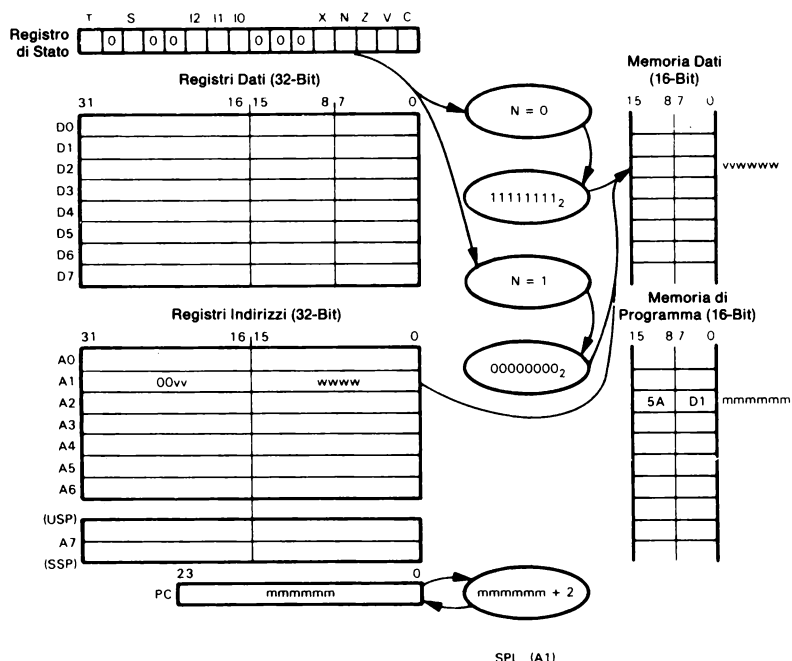 T S I2 I1 I0 X N Z V C
Registro
di Stato
0 0 0 0 0 0
Registri Dati (32-Bit)
31 16 15 8 7 0
D0
D1
D2
D3
D4
D5
D6
D7
N = 0
11111111₂
N = 1
00000000₂
Memoria Dati
(16-Bit)
15 8 7 0
vvwwww
Registri Indirizzi (32-Bit)
31 16 15 0
A0
A1 00vv wwww
A2
A3
A4
A5
A6
(USP)
A7
(SSP)
Memoria di
Programma (16-Bit)
15 8 7 0
5A D1 mmmmmm
23 0
PC mmmmmm
mmmmmm + 2
SPL (A1)